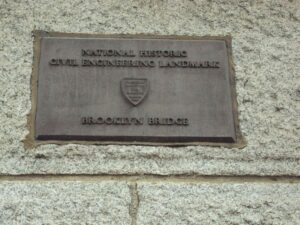 NATIONAL HISTORIC
CIVIL ENGINEERING LANDMARK
BROOKLYN BRIDGE